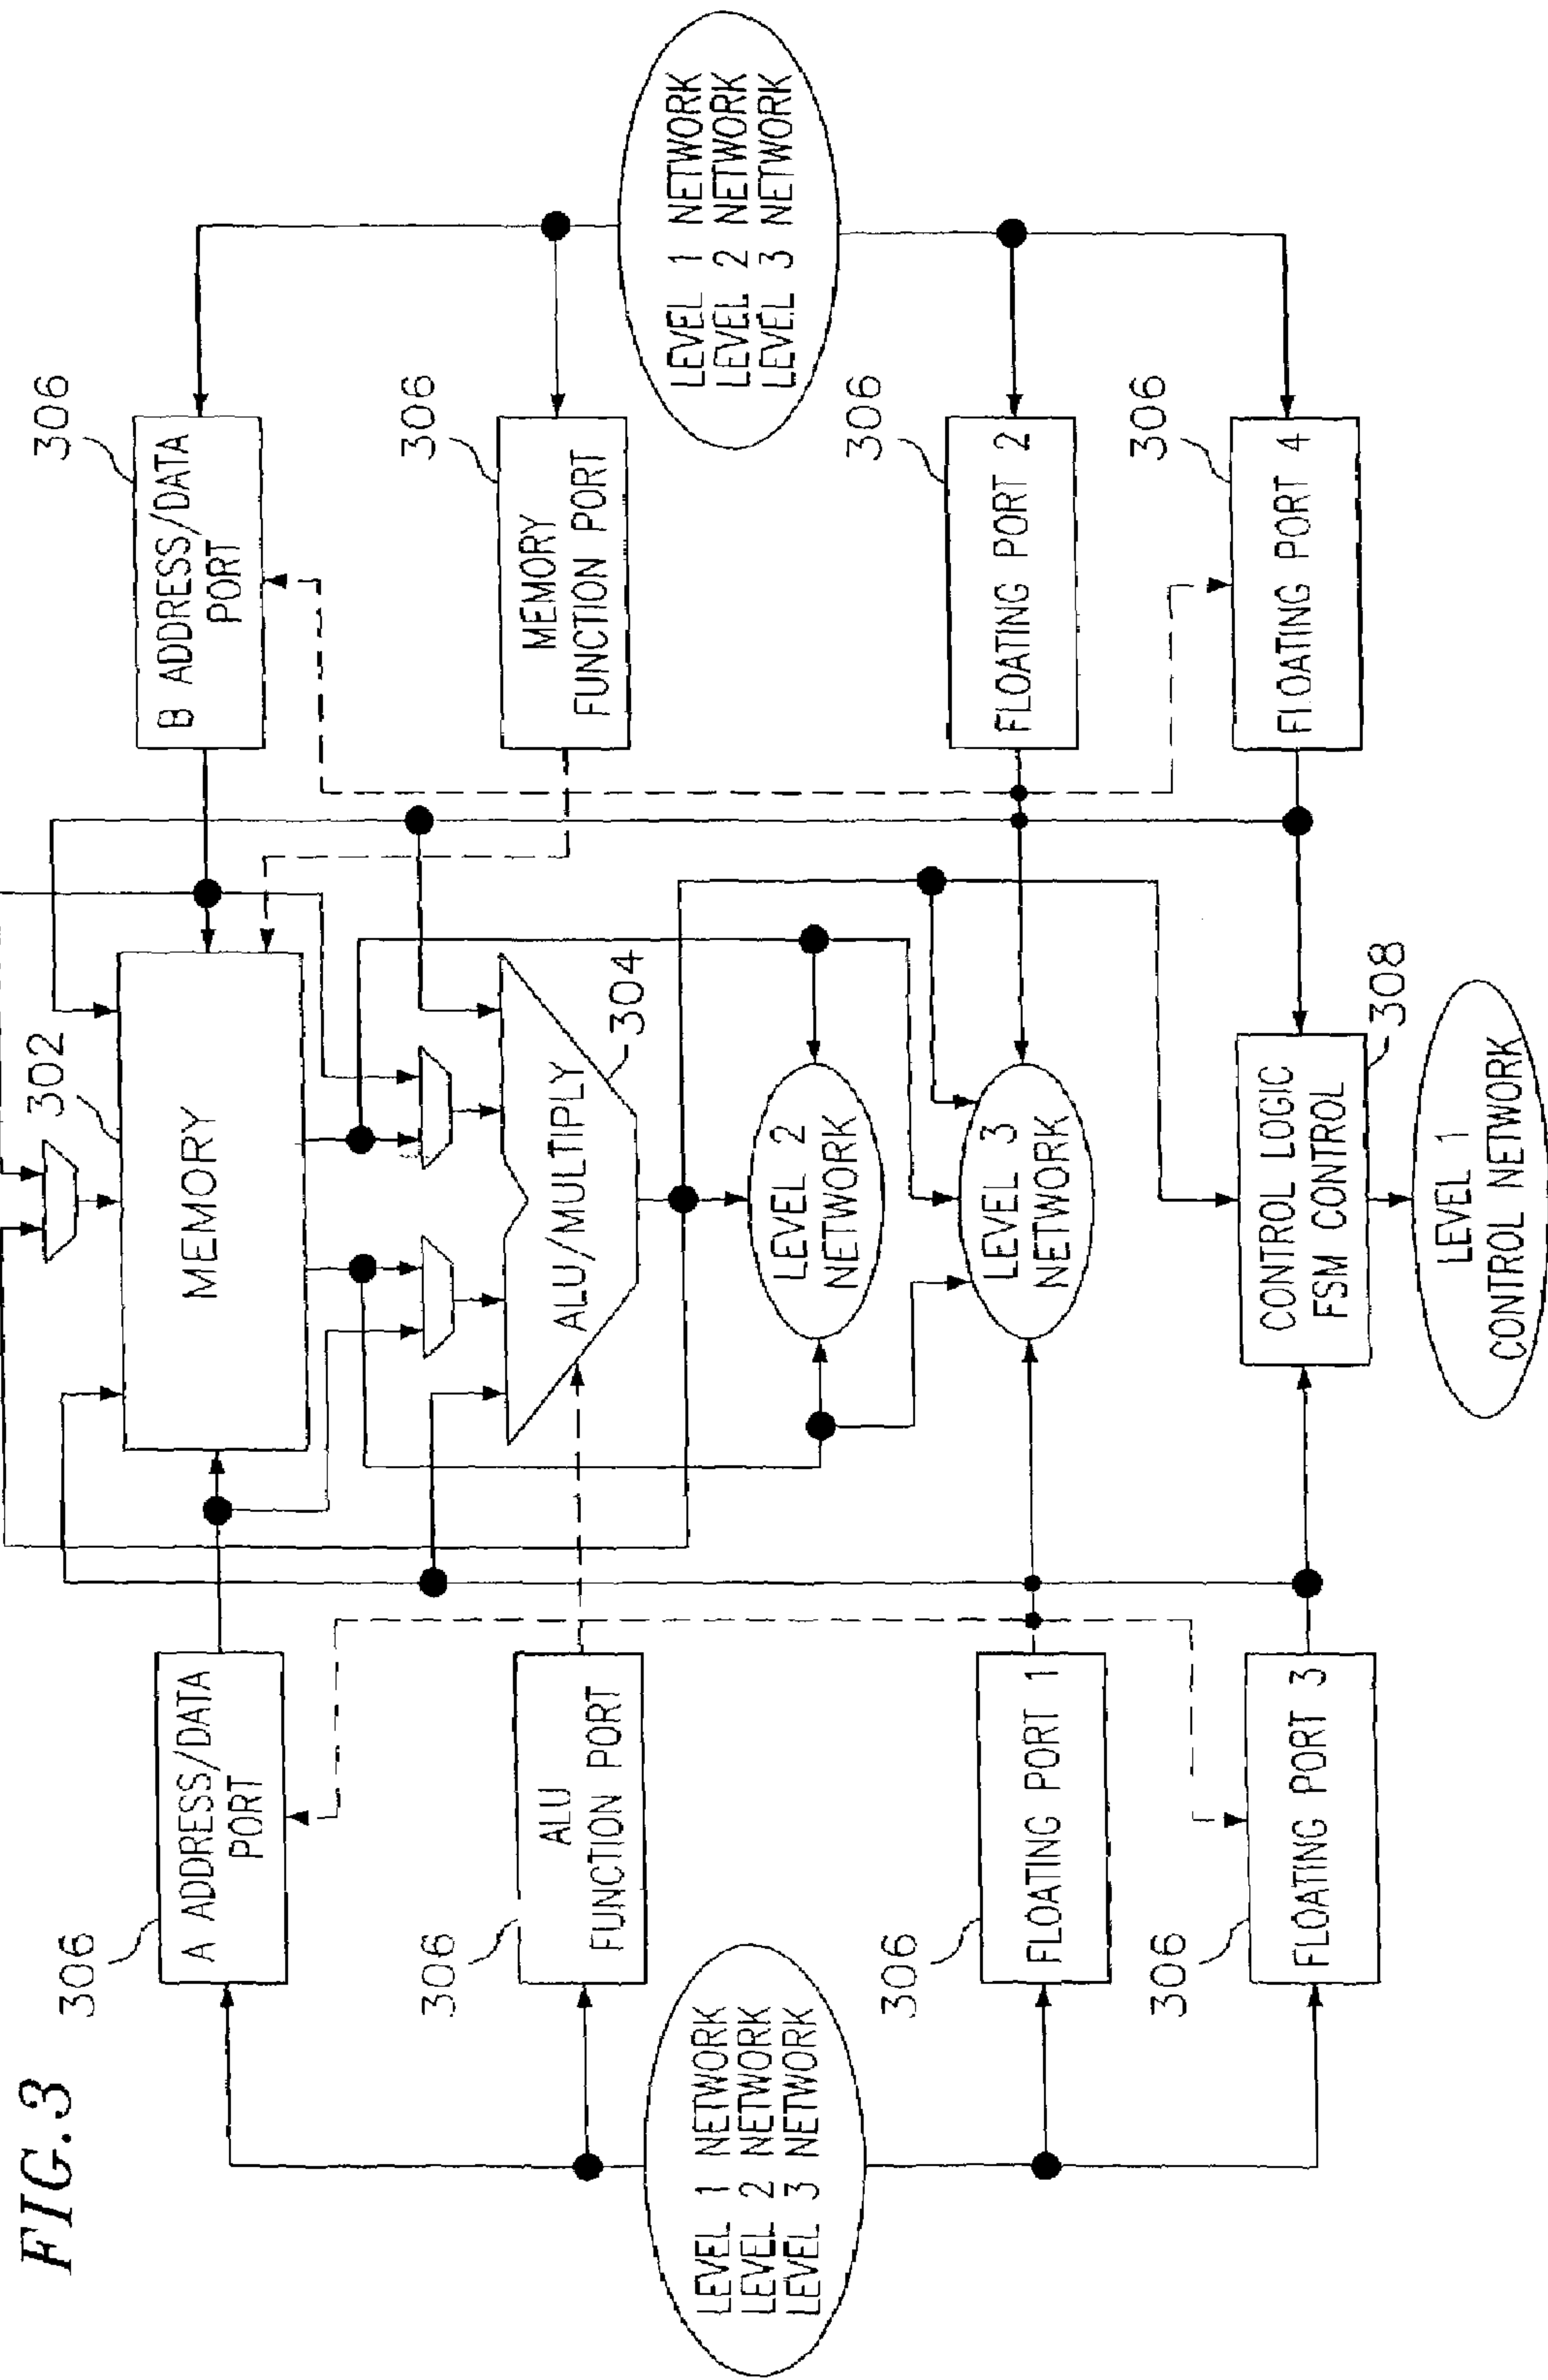 FIG.3
306
A ADDRESS/DATA
PORT
306
ALU
FUNCTION PORT
306
FLOATING PORT 1
306
FLOATING PORT 3
LEVEL 1 NETWORK
LEVEL 2 NETWORK
LEVEL 3 NETWORK
302
MEMORY
ALU/MULTIPLY
304
LEVEL 2
NETWORK
LEVEL 3
NETWORK
CONTROL LOGIC
FSM CONTROL
308
LEVEL 1
CONTROL NETWORK
306
B ADDRESS/DATA
PORT
306
MEMORY
FUNCTION PORT
306
FLOATING PORT 2
306
FLOATING PORT 4
LEVEL 1 NETWORK
LEVEL 2 NETWORK
LEVEL 3 NETWORK